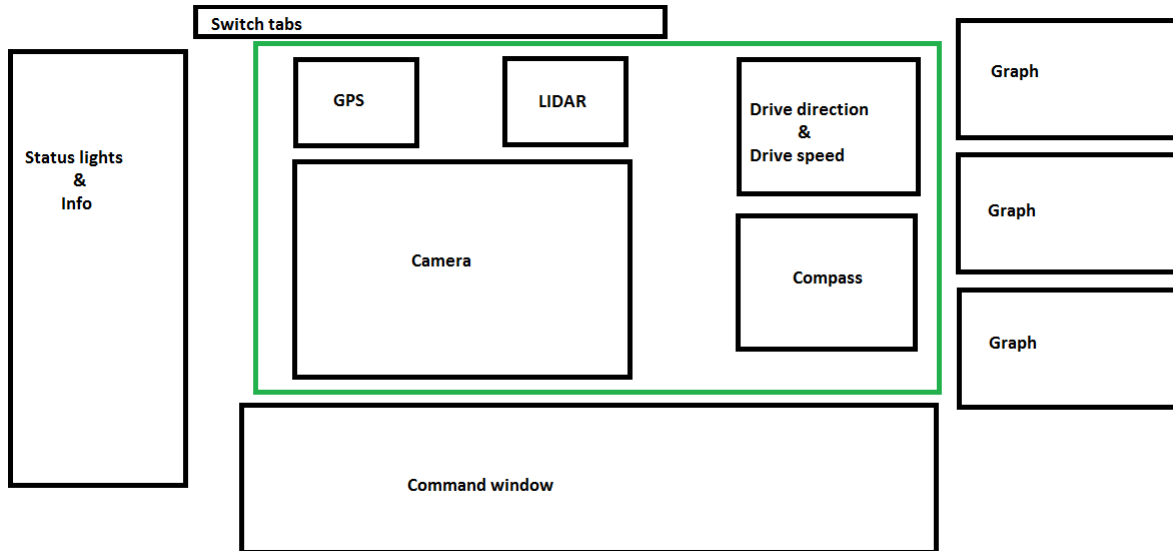 Switch tabs
Status lights
&
Info
GPS
LIDAR
Drive direction
&
Drive speed
Camera
Compass
Graph
Graph
Graph
Command window